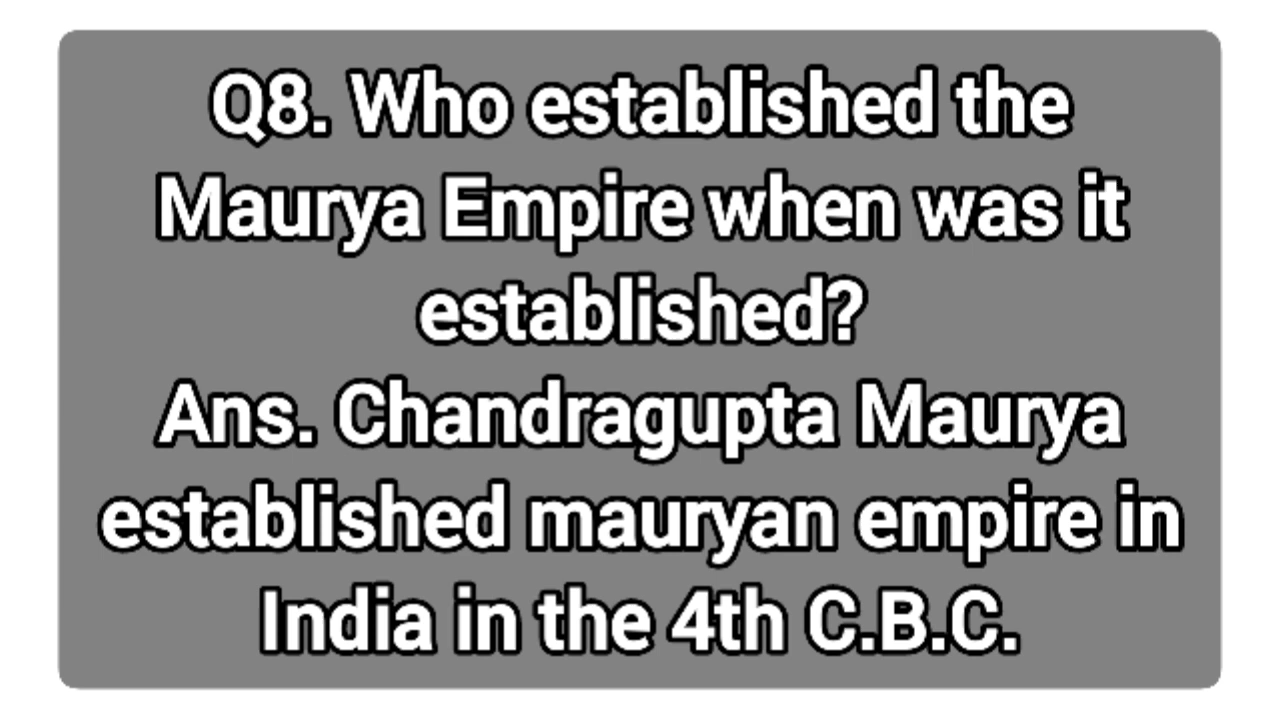 Q8. Who established the
Maurya Empire when was it
established?
Ans. Chandragupta Maurya
established mauryan empire in
India in the 4th C.B.C.